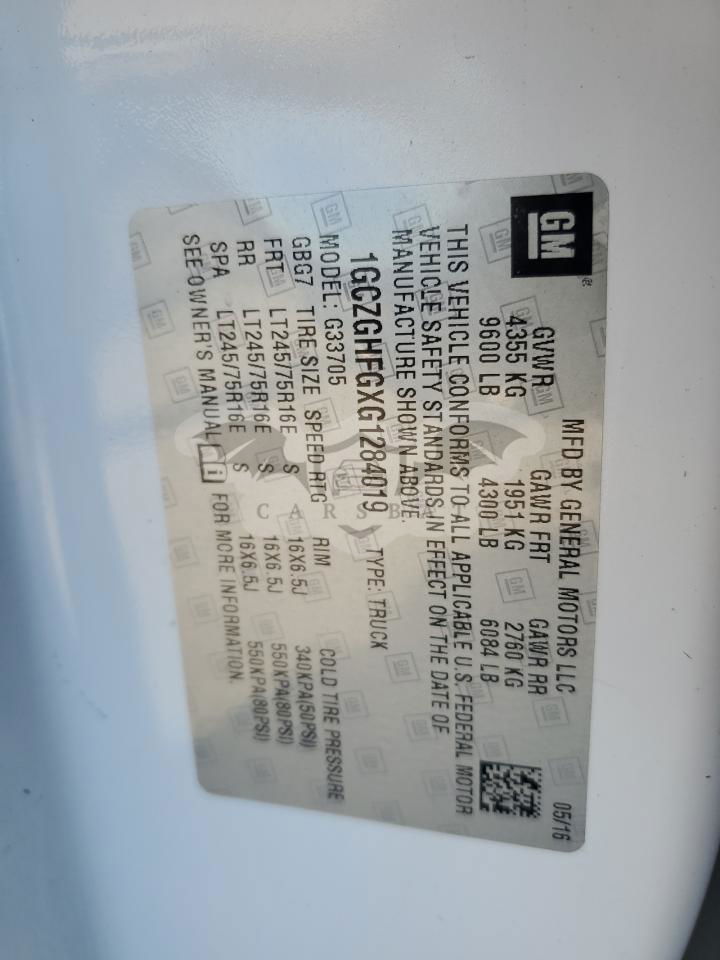 GM
MFD BY GENERAL MOTORS LLC 05/16
GVWR GAWR FRT GAWR RR
4355 KG 1951 KG 2760 KG
9600 LB 4300 LB 6084 LB
THIS VEHICLE CONFORMS TO ALL APPLICABLE U.S. FEDERAL MOTOR
VEHICLE SAFETY STANDARDS IN EFFECT ON THE DATE OF
MANUFACTURE SHOWN ABOVE.
1GCZGHFGXG1284019 TYPE: TRUCK
MODEL: G33705
GBG7 TIRE SIZE SPEED RTG RIM COLD TIRE PRESSURE
FRT LT245/75R16E S 16X6.5J 340KPA(50PSI)
RR LT245/75R16E S 16X6.5J 550KPA(80PSI)
SPA LT245/75R16E S 16X6.5J 550KPA(80PSI)
SEE OWNER'S MANUAL FOR MORE INFORMATION.